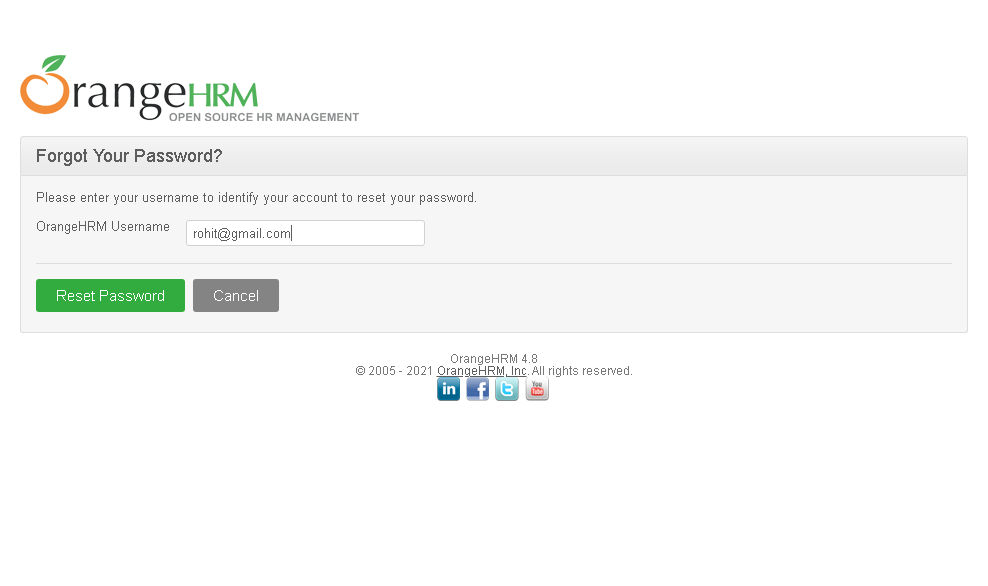 OrangeHRM
OPEN SOURCE HR MANAGEMENT
Forgot Your Password?
Please enter your username to identify your account to reset your password.
OrangeHRM Username rohit@gmail.com
Reset Password Cancel
OrangeHRM 4.8
© 2005 - 2021 OrangeHRM, Inc. All rights reserved.
in f t You Tube